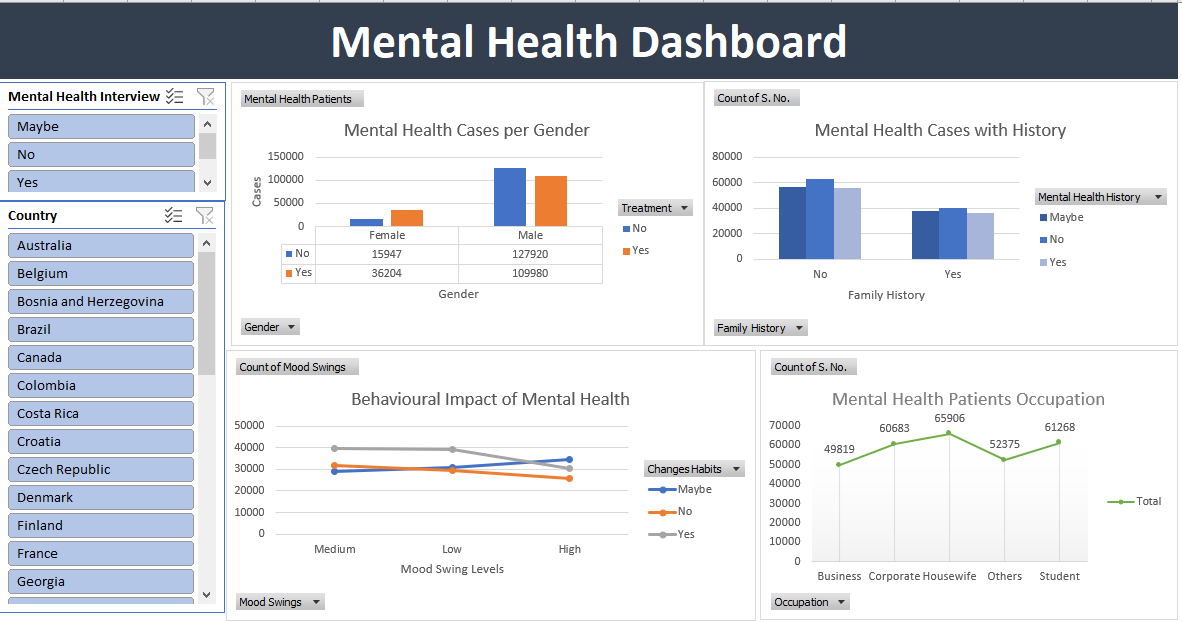 Mental Health Dashboard
Mental Health Interview
Maybe
No
Yes
Country
Australia
Belgium
Bosnia and Herzegovina
Brazil
Canada
Colombia
Costa Rica
Croatia
Czech Republic
Denmark
Finland
France
Georgia
Mental Health Patients
Mental Health Cases per Gender
150000
100000
50000
0
Cases
Female Male
No 15947 127920
Yes 36204 109980
Gender
Treatment
No
Yes
Gender
Count of S. No.
Mental Health Cases with History
80000
60000
40000
20000
0
No Yes
Family History
Mental Health History
Maybe
No
Yes
Family History
Count of Mood Swings
Behavioural Impact of Mental Health
50000
40000
30000
20000
10000
0
Medium Low High
Mood Swing Levels
Changes Habits
Maybe
No
Yes
Mood Swings
Count of S. No.
Mental Health Patients Occupation
70000
60000
50000
40000
30000
20000
10000
0
49819 60683 65906 52375 61268
Business Corporate Housewife Others Student
Total
Occupation